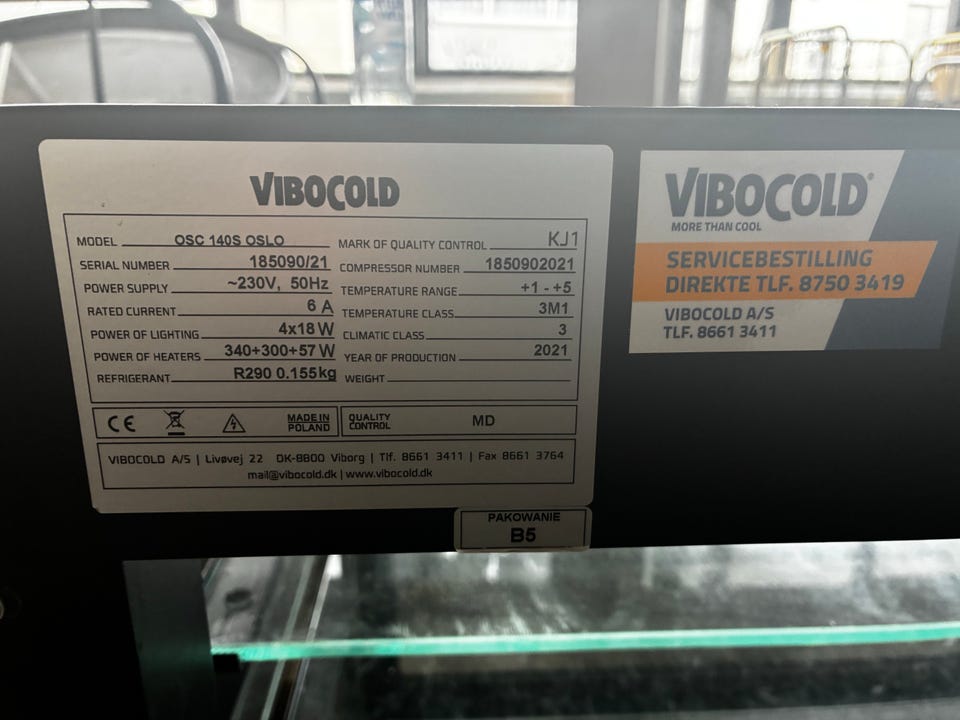 VIBOCOLD
MODEL OSC 140S OSLO
SERIAL NUMBER 185090/21
POWER SUPPLY ~230V, 50Hz
RATED CURRENT 6 A
POWER OF LIGHTING 4x18 W
POWER OF HEATERS 340+300+57 W
REFRIGERANT R290 0.155kg
MARK OF QUALITY CONTROL KJ1
COMPRESSOR NUMBER 1850902021
TEMPERATURE RANGE +1 - +5
TEMPERATURE CLASS 3M1
CLIMATIC CLASS 3
YEAR OF PRODUCTION 2021
WEIGHT
CE
MADE IN
POLAND
QUALITY
CONTROL
MD
VIBOCOLD A/S | Livøvej 22 DK-8800 Viborg | Tlf. 8661 3411 | Fax 8661 3764
mail@vibocold.dk | www.vibocold.dk
PAKOWANIE
B5
VIBOCOLD®
MORE THAN COOL
SERVICEBESTILLING
DIREKTE TLF. 8750 3419
VIBOCOLD A/S
TLF. 8661 3411